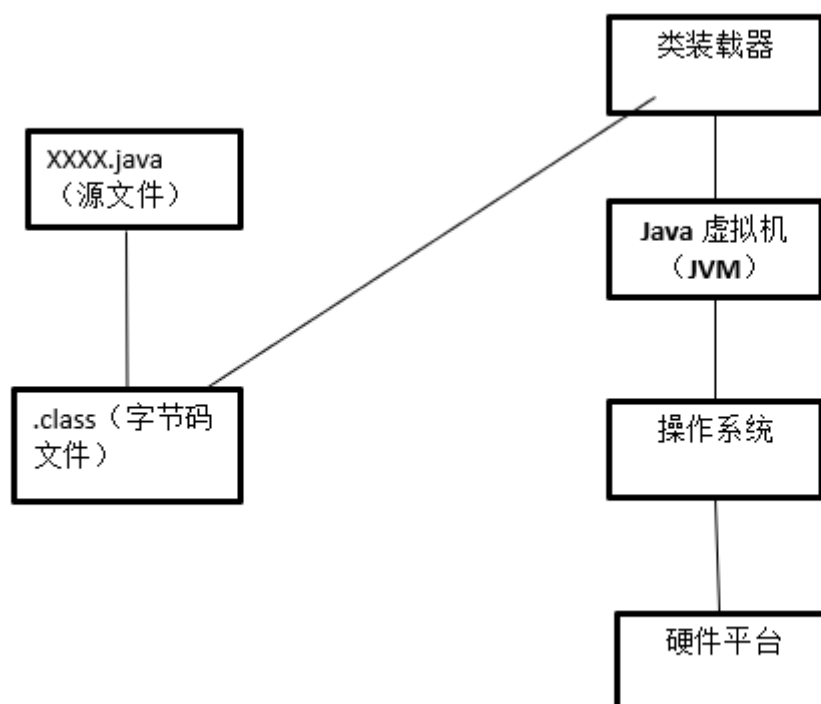 类装载器
XXXX.java
（源文件）
Java 虚拟机
（JVM）
.class（字节码
文件）
操作系统
硬件平台